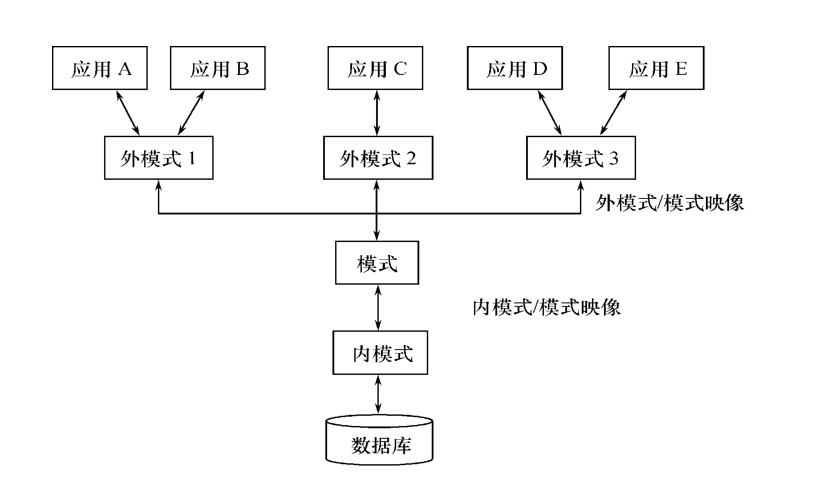 应用 A
应用 B
应用 C
应用 D
应用 E
外模式 1
外模式 2
外模式 3
外模式/模式映像
模式
内模式/模式映像
内模式
数据库